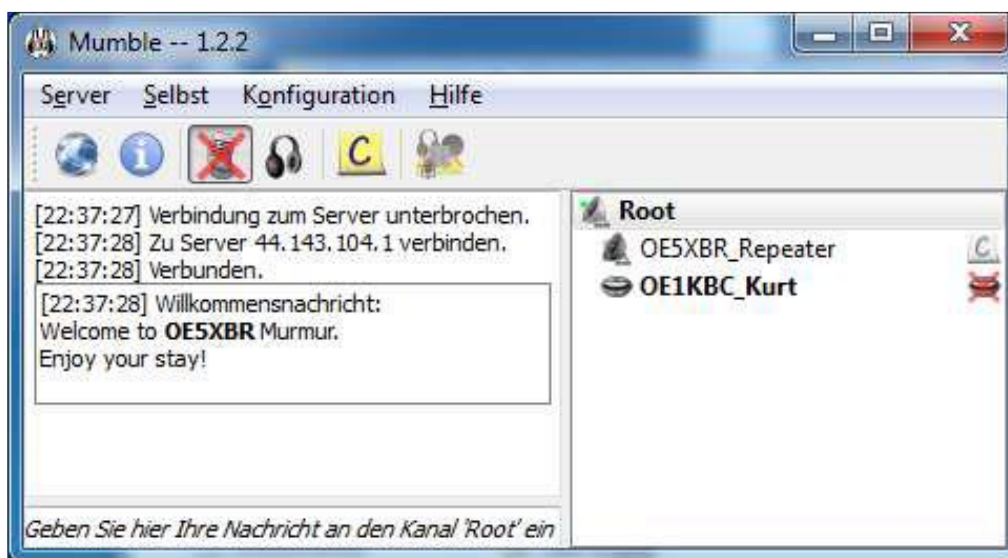 Mumble -- 1.2.2
Server Selbst Konfiguration Hilfe
C
[22:37:27] Verbindung zum Server unterbrochen.
[22:37:28] Zu Server 44.143.104.1 verbinden.
[22:37:28] Verbunden.
[22:37:28] Willkommensnachricht:
Welcome to OE5XBR Murmur.
Enjoy your stay!
Geben Sie hier Ihre Nachricht an den Kanal 'Root' ein
Root
OE5XBR_Repeater C
OE1KBC_Kurt